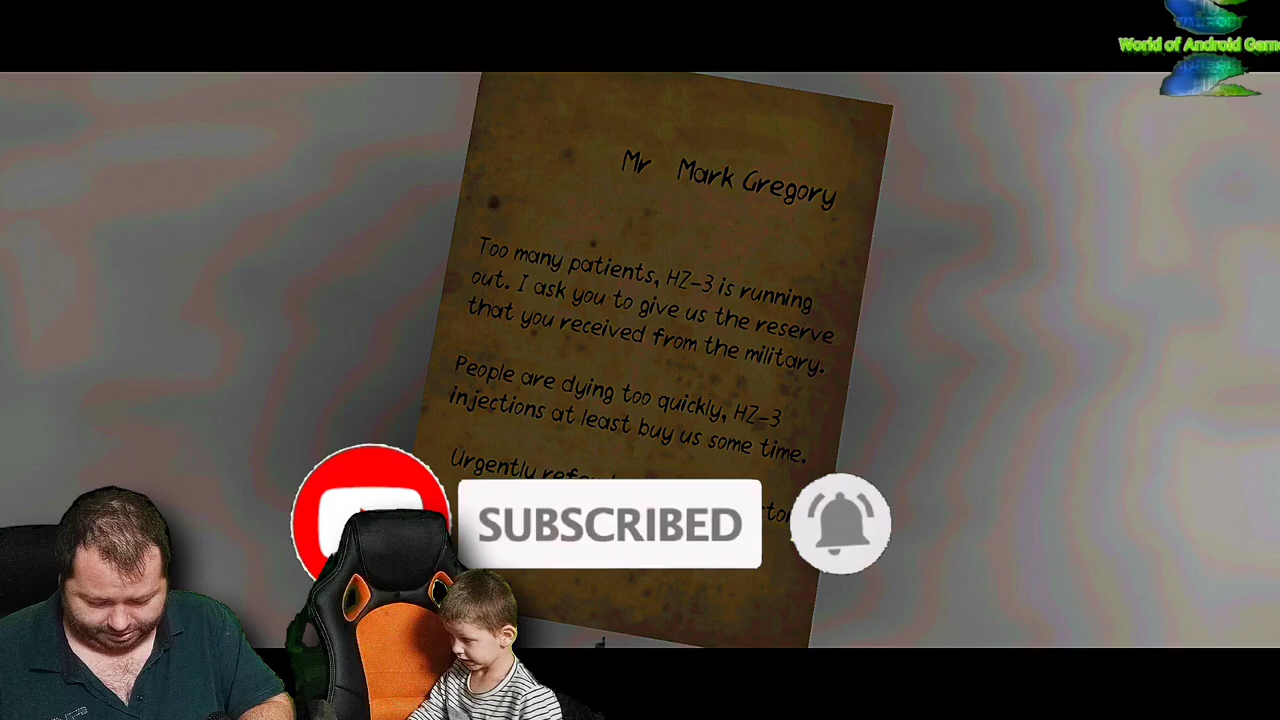 World of Android Game
Mr Mark Gregory
Too many patients, HZ-3 is running
out. I ask you to give us the reserve
that you received from the military.
People are dying too quickly, HZ-3
injections at least buy us some time.
Urgently
SUBSCRIBED